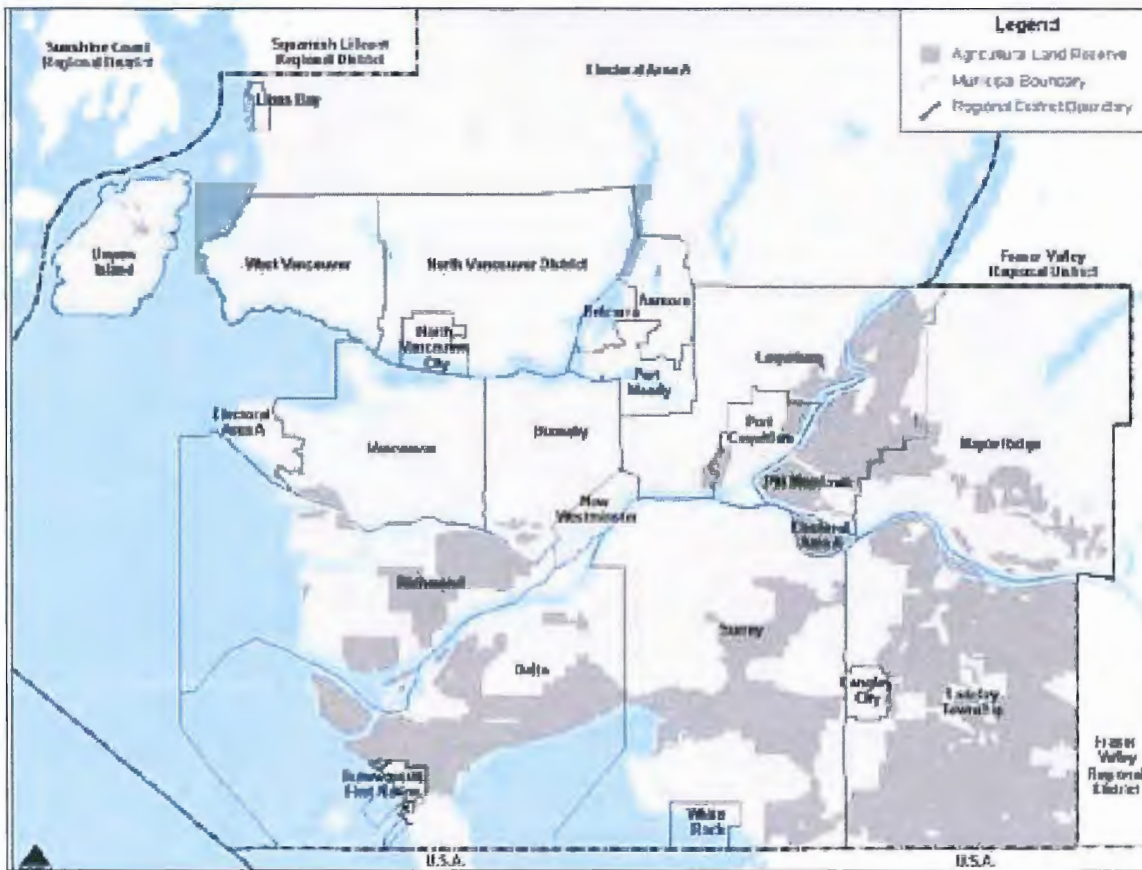 Legend
Agricultural Land Reserve
Municipal Boundary
Regional District Boundary
Sunshine Coast
Regional District
Squamish Lillooet
Regional District
Electoral Area A
Lions Bay
Bowen
Island
West Vancouver
North Vancouver District
Fraser Valley
Regional District
Belcarra
Anmore
North
Vancouver
City
Port
Moody
Coquitlam
Port
Coquitlam
Electoral
Area A
Vancouver
Burnaby
Maple Ridge
Pitt Meadows
New
Westminster
Electoral
Area A
Richmond
Surrey
Delta
Langley
City
Langley
Township
Fraser
Valley
Regional
District
Tsawwassen
First Nation
White
Rock
U.S.A.
U.S.A.